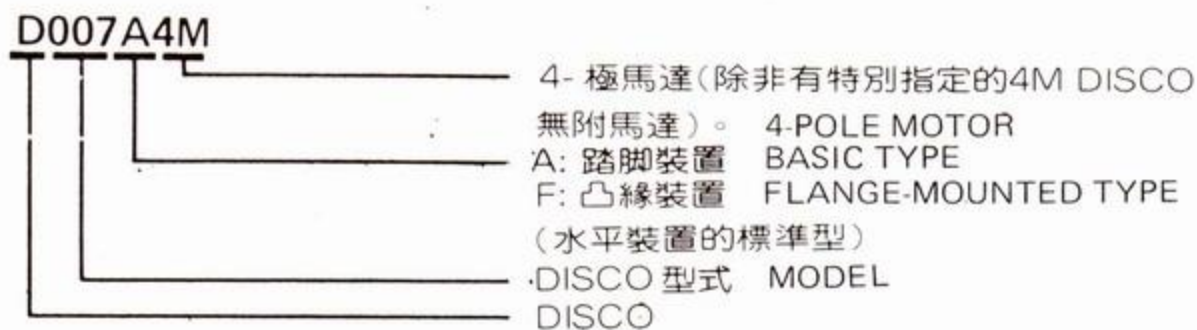 D007A4M
4- 極馬達(除非有特別指定的4M DISCO
無附馬達)。 4-POLE MOTOR
A: 踏脚裝置 BASIC TYPE
F: 凸緣裝置 FLANGE-MOUNTED TYPE
(水平裝置的標準型)
DISCO 型式 MODEL
DISCO